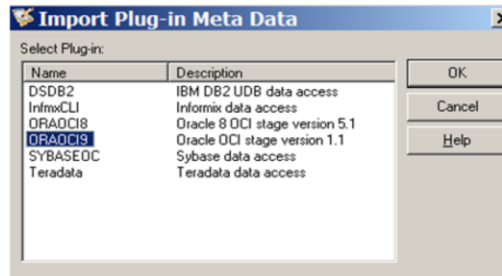 Import Plug-in Meta Data
Select Plug-in:
Name Description
DSDB2 IBM DB2 UDB data access
InfmxCLI Informix data access
ORAOCI8 Oracle 8 OCI stage version 5.1
ORAOCI9 Oracle OCI stage version 1.1
SYBASEOC Sybase data access
Teradata Teradata data access
OK
Cancel
Help